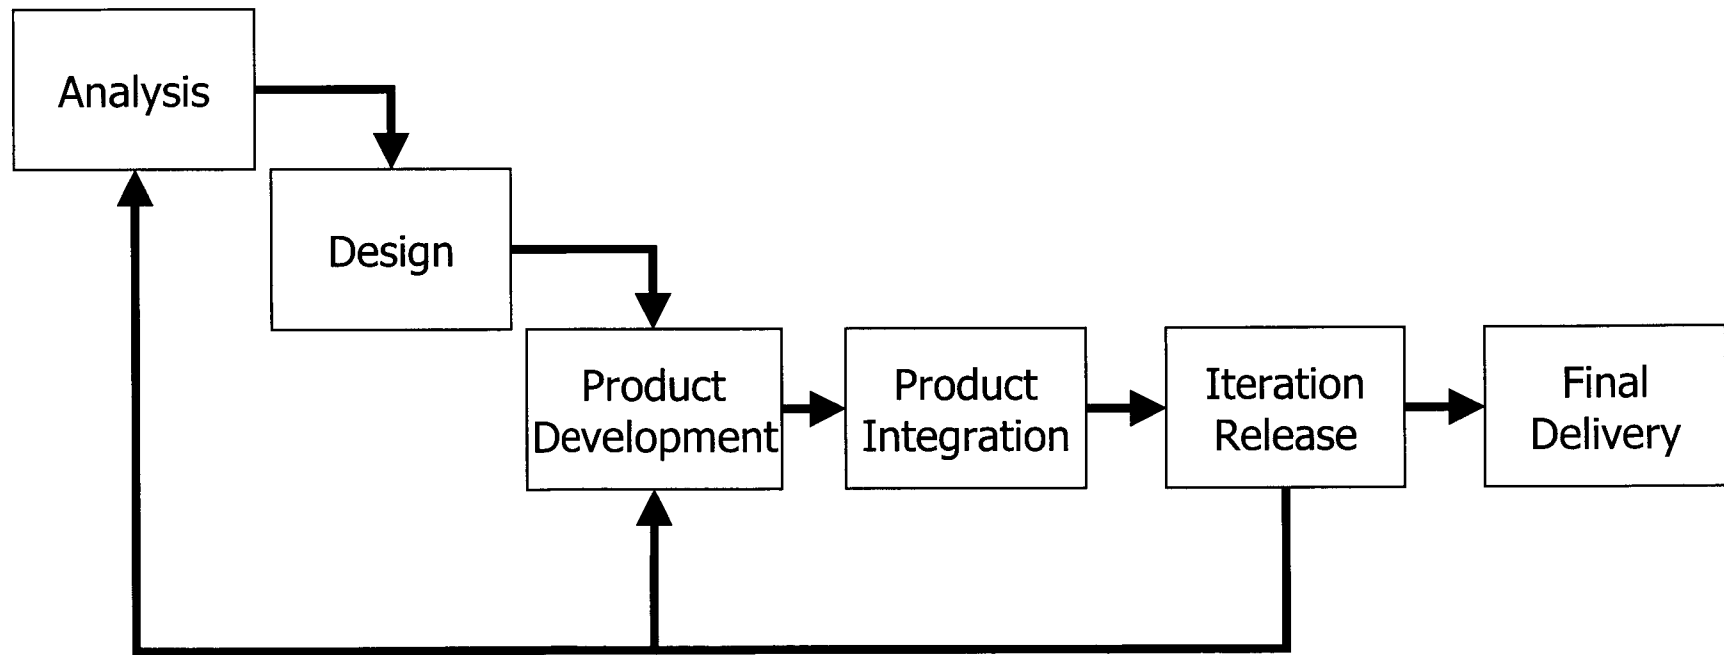 Analysis
Design
Product
Development
Product
Integration
Iteration
Release
Final
Delivery